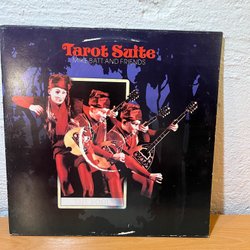 Tarot Suite
MIKE BATT AND FRIENDS